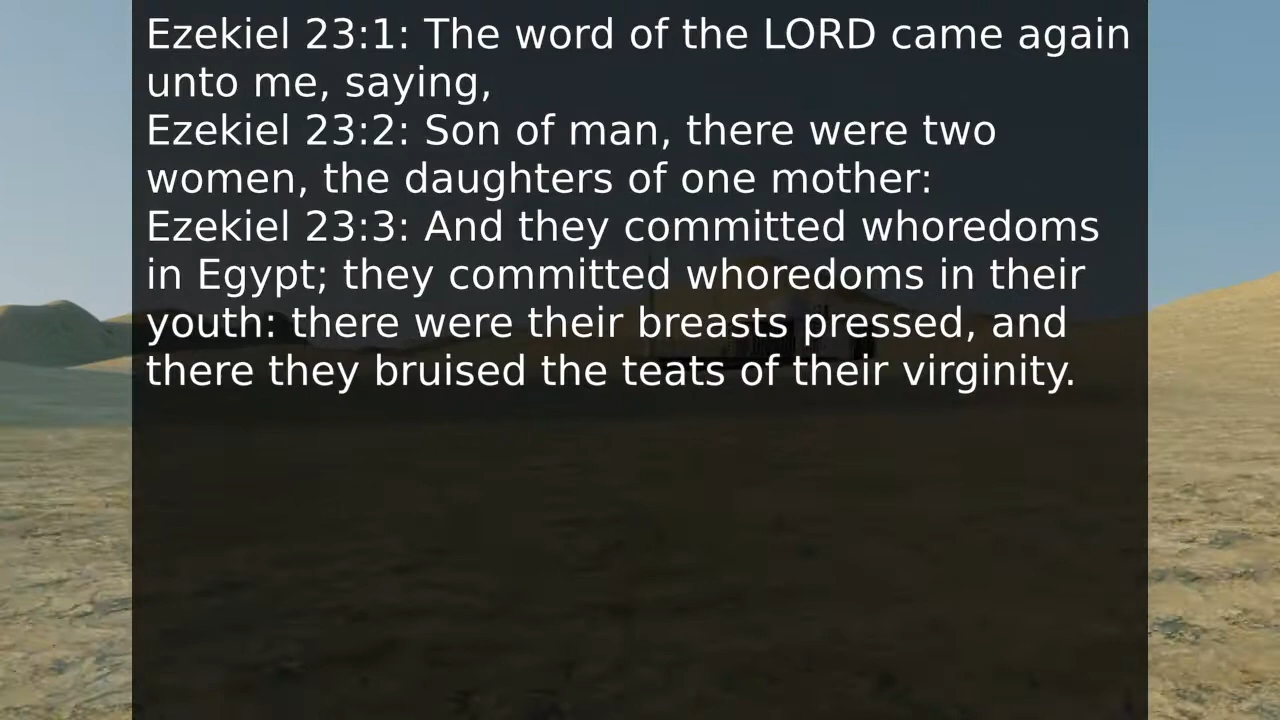 Ezekiel 23:1: The word of the LORD came again
unto me, saying,
Ezekiel 23:2: Son of man, there were two
women, the daughters of one mother:
Ezekiel 23:3: And they committed whoredoms
in Egypt; they committed whoredoms in their
youth: there were their breasts pressed, and
there they bruised the teats of their virginity.